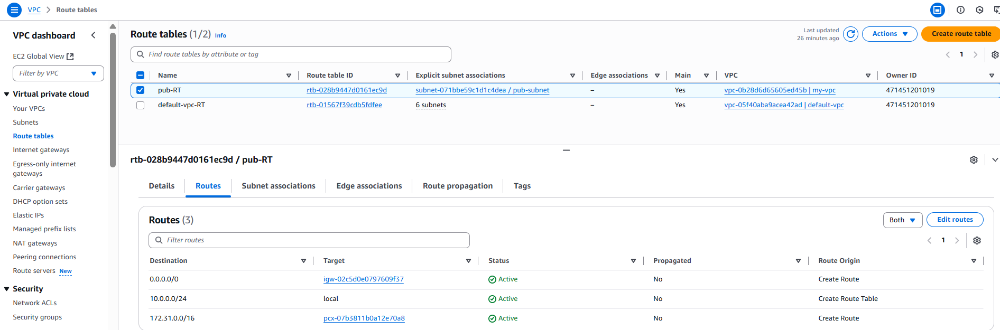 VPC > Route tables
VPC dashboard
EC2 Global View
Filter by VPC
Virtual private cloud
Your VPCs
Subnets
Route tables
Internet gateways
Egress-only internet
gateways
Carrier gateways
DHCP option sets
Elastic IPs
Managed prefix lists
NAT gateways
Peering connections
Route servers New
Security
Network ACLs
Security groups
Route tables (1/2) Info
Last updated
26 minutes ago
Actions
Create route table
Find route tables by attribute or tag
1
Name Route table ID Explicit subnet associations Edge associations Main VPC Owner ID
pub-RT rtb-028b9447d0161ec9d subnet-071bbe59c1d1c4dea / pub-subnet – Yes vpc-0b28d6d65605ed45b | my-vpc 471451201019
default-vpc-RT rtb-01567f39cdb5fdfee 6 subnets – Yes vpc-05f40aba9acea42ad | default-vpc 471451201019
rtb-028b9447d0161ec9d / pub-RT
Details Routes Subnet associations Edge associations Route propagation Tags
Routes (3)
Both
Edit routes
Filter routes
1
Destination Target Status Propagated Route Origin
0.0.0.0/0 igw-02c5d0e0797609f37 Active No Create Route
10.0.0.0/24 local Active No Create Route Table
172.31.0.0/16 pcx-07b3811b0a12e70a8 Active No Create Route